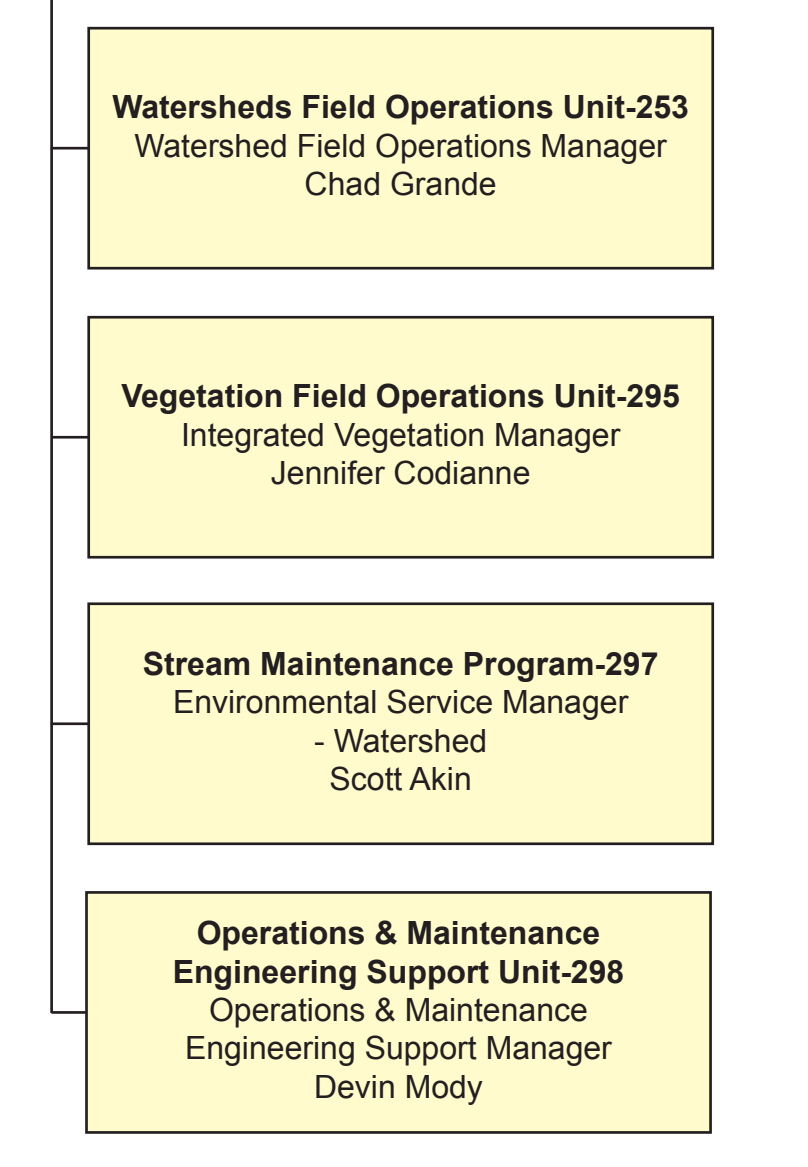 Watersheds Field Operations Unit-253
Watershed Field Operations Manager
Chad Grande
Vegetation Field Operations Unit-295
Integrated Vegetation Manager
Jennifer Codianne
Stream Maintenance Program-297
Environmental Service Manager
- Watershed
Scott Akin
Operations & Maintenance
Engineering Support Unit-298
Operations & Maintenance
Engineering Support Manager
Devin Mody